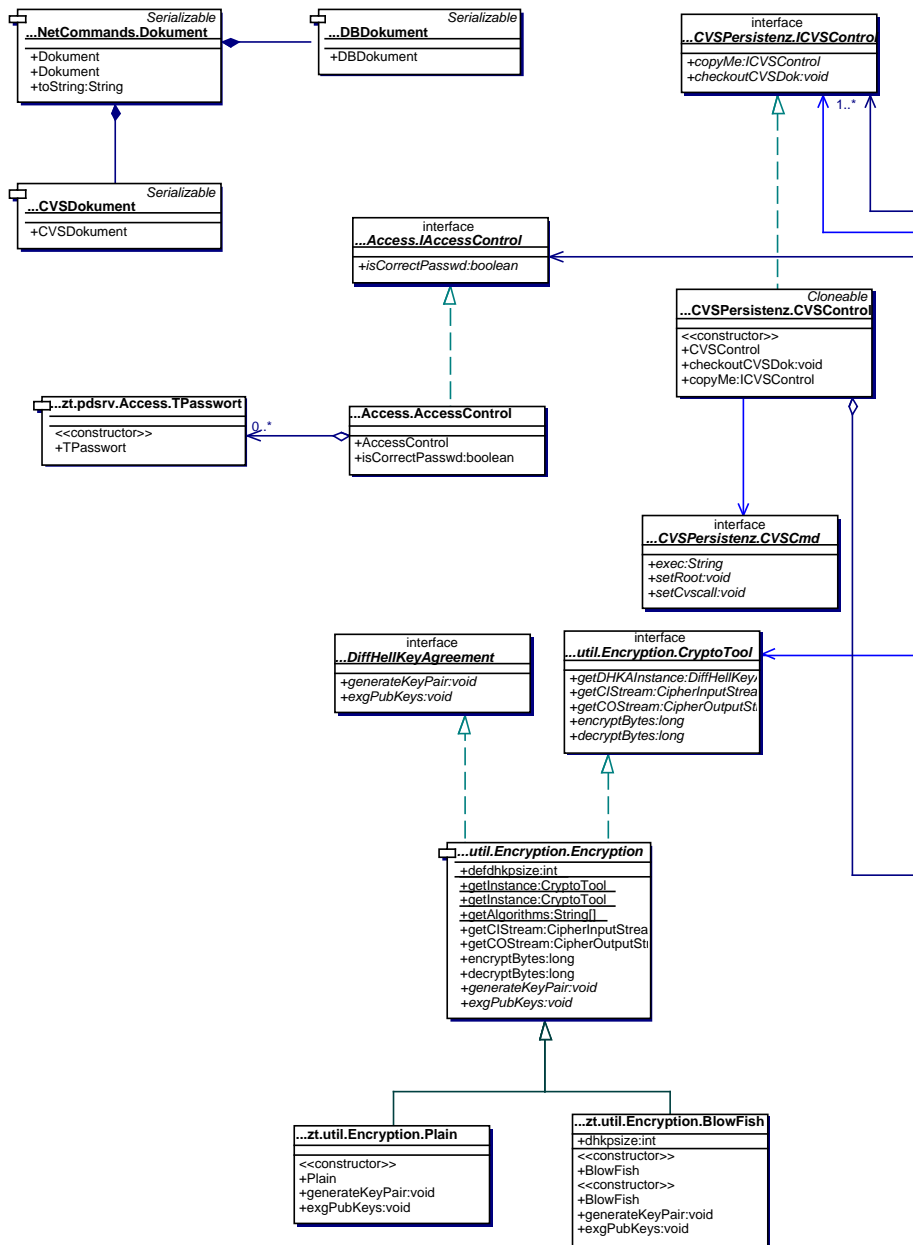 Serializable
...NetCommands.Dokument
+Dokument
+Dokument
+toString:String
Serializable
...DBDokument
+DBDokument
interface
...CVSPersistenz.ICVSControl
+copyMe:ICVSControl
+checkoutCVSDok:void
1..*
Serializable
...CVSDokument
+CVSDokument
interface
...Access.IAccessControl
+isCorrectPasswd:boolean
Cloneable
...CVSPersistenz.CVSControl
<<constructor>>
+CVSControl
+checkoutCVSDok:void
+copyMe:ICVSControl
...zt.pdsrv.Access.TPasswort
<<constructor>>
+TPasswort
0..*
...Access.AccessControl
+AccessControl
+isCorrectPasswd:boolean
interface
...CVSPersistenz.CVSCmd
+exec:String
+setRoot:void
+setCvscall:void
interface
...DiffHellKeyAgreement
+generateKeyPair:void
+exgPubKeys:void
interface
...util.Encryption.CryptoTool
+getDHKAInstance:DiffHellKeyA
+getCIStream:CipherInputStrea
+getCOStream:CipherOutputSt
+encryptBytes:long
+decryptBytes:long
...util.Encryption.Encryption
+defdhkpsize:int
+getInstance:CryptoTool
+getInstance:CryptoTool
+getAlgorithms:String[]
+getCIStream:CipherInputStrea
+getCOStream:CipherOutputSt
+encryptBytes:long
+decryptBytes:long
+generateKeyPair:void
+exgPubKeys:void
...zt.util.Encryption.Plain
<<constructor>>
+Plain
+generateKeyPair:void
+exgPubKeys:void
...zt.util.Encryption.BlowFish
+dhkpsize:int
<<constructor>>
+BlowFish
<<constructor>>
+BlowFish
+generateKeyPair:void
+exgPubKeys:void